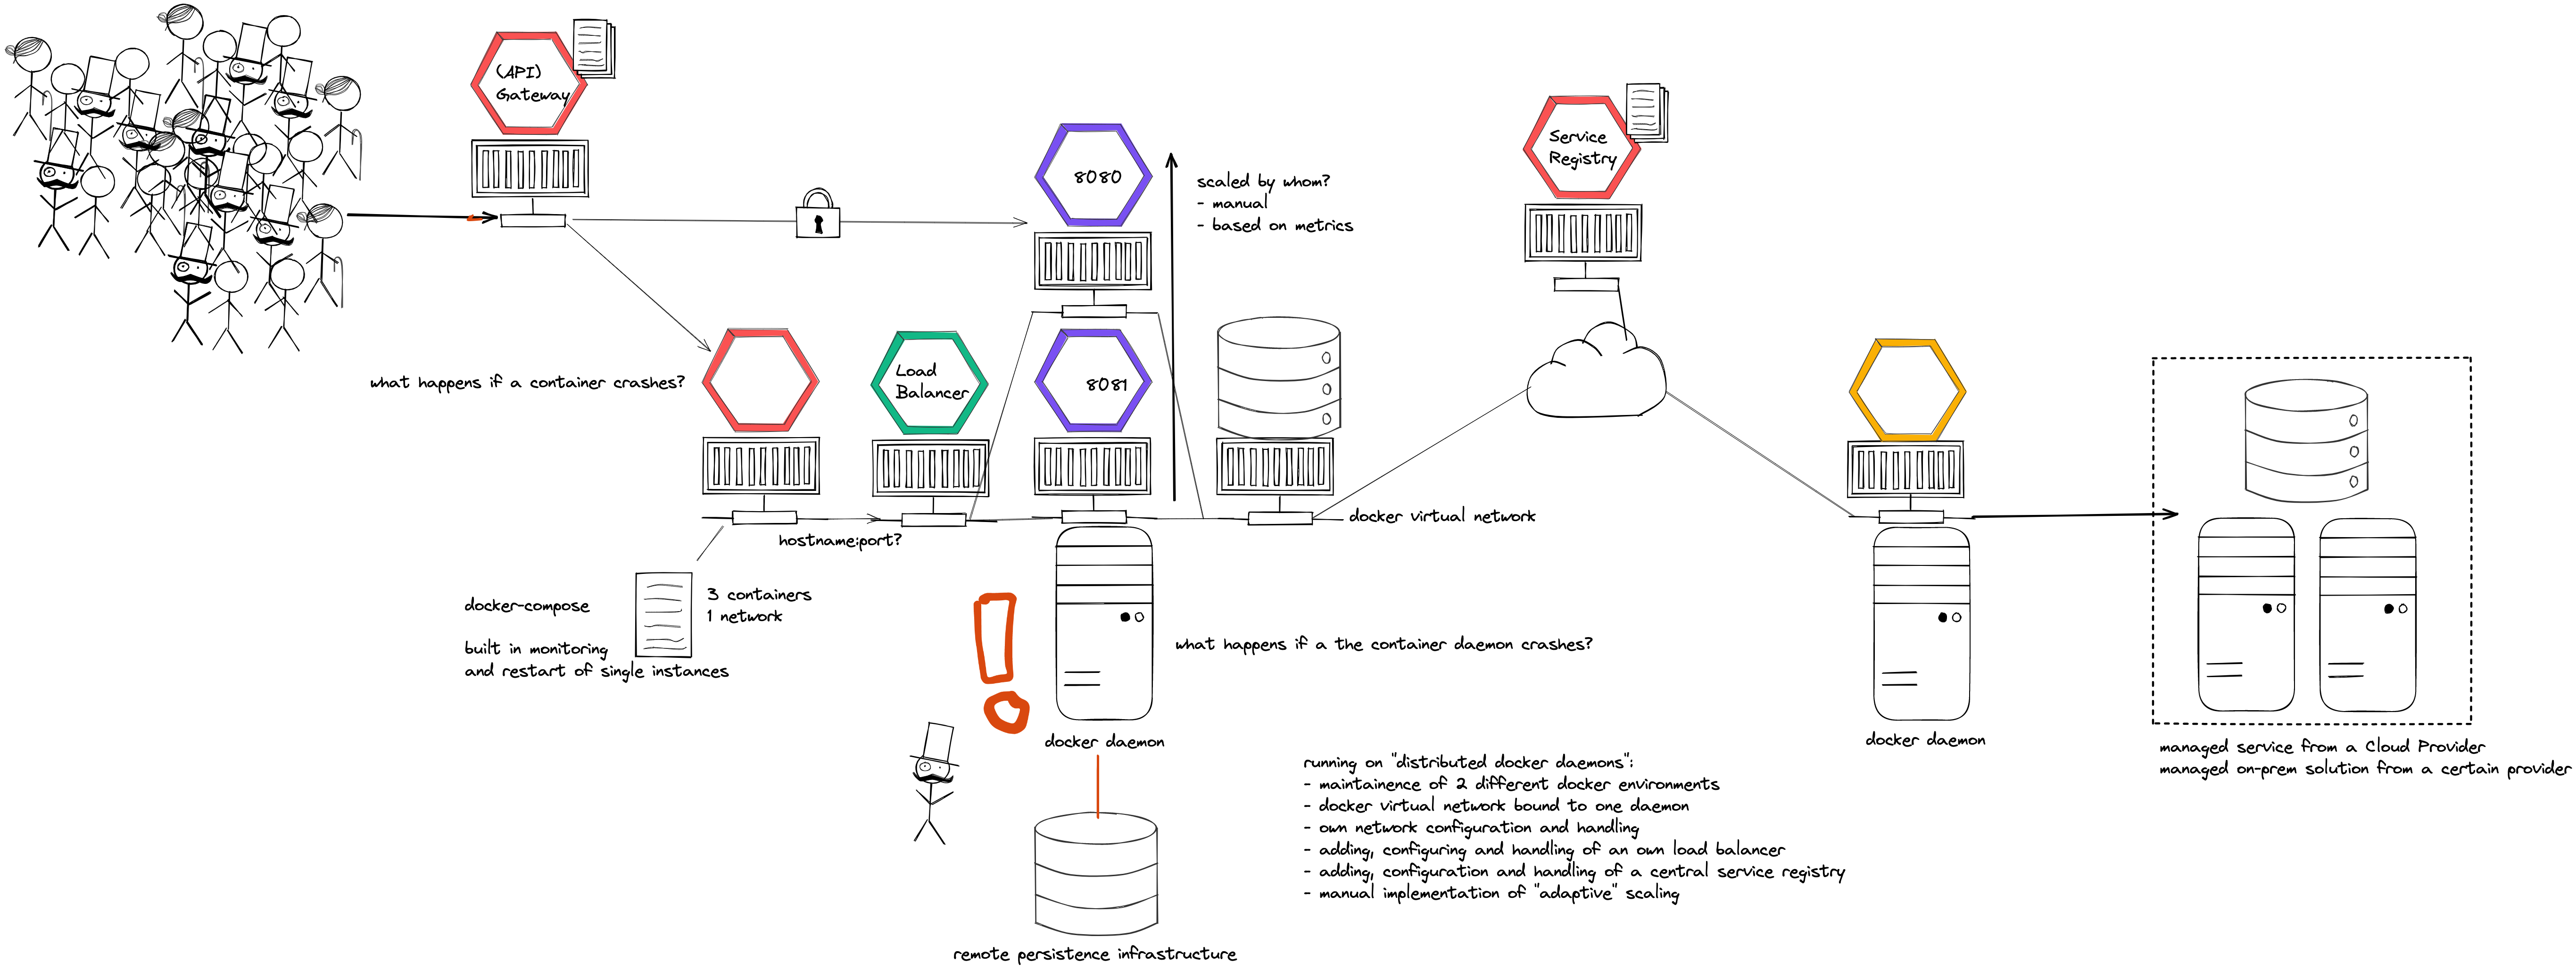 (API)
Gateway
8080
scaled by whom?
- manual
- based on metrics
Service
Registry
what happens if a container crashes?
Load
Balancer
8081
docker virtual network
hostname:port?
docker-compose
3 containers
1 network
built in monitoring
and restart of single instances
what happens if a the container daemon crashes?
docker daemon
docker daemon
managed service from a Cloud Provider
managed on-prem solution from a certain provider
running on "distributed docker daemons":
- maintainence of 2 different docker environments
- docker virtual network bound to one daemon
- own network configuration and handling
- adding, configuring and handling of an own load balancer
- adding, configuration and handling of a central service registry
- manual implementation of "adaptive" scaling
remote persistence infrastructure